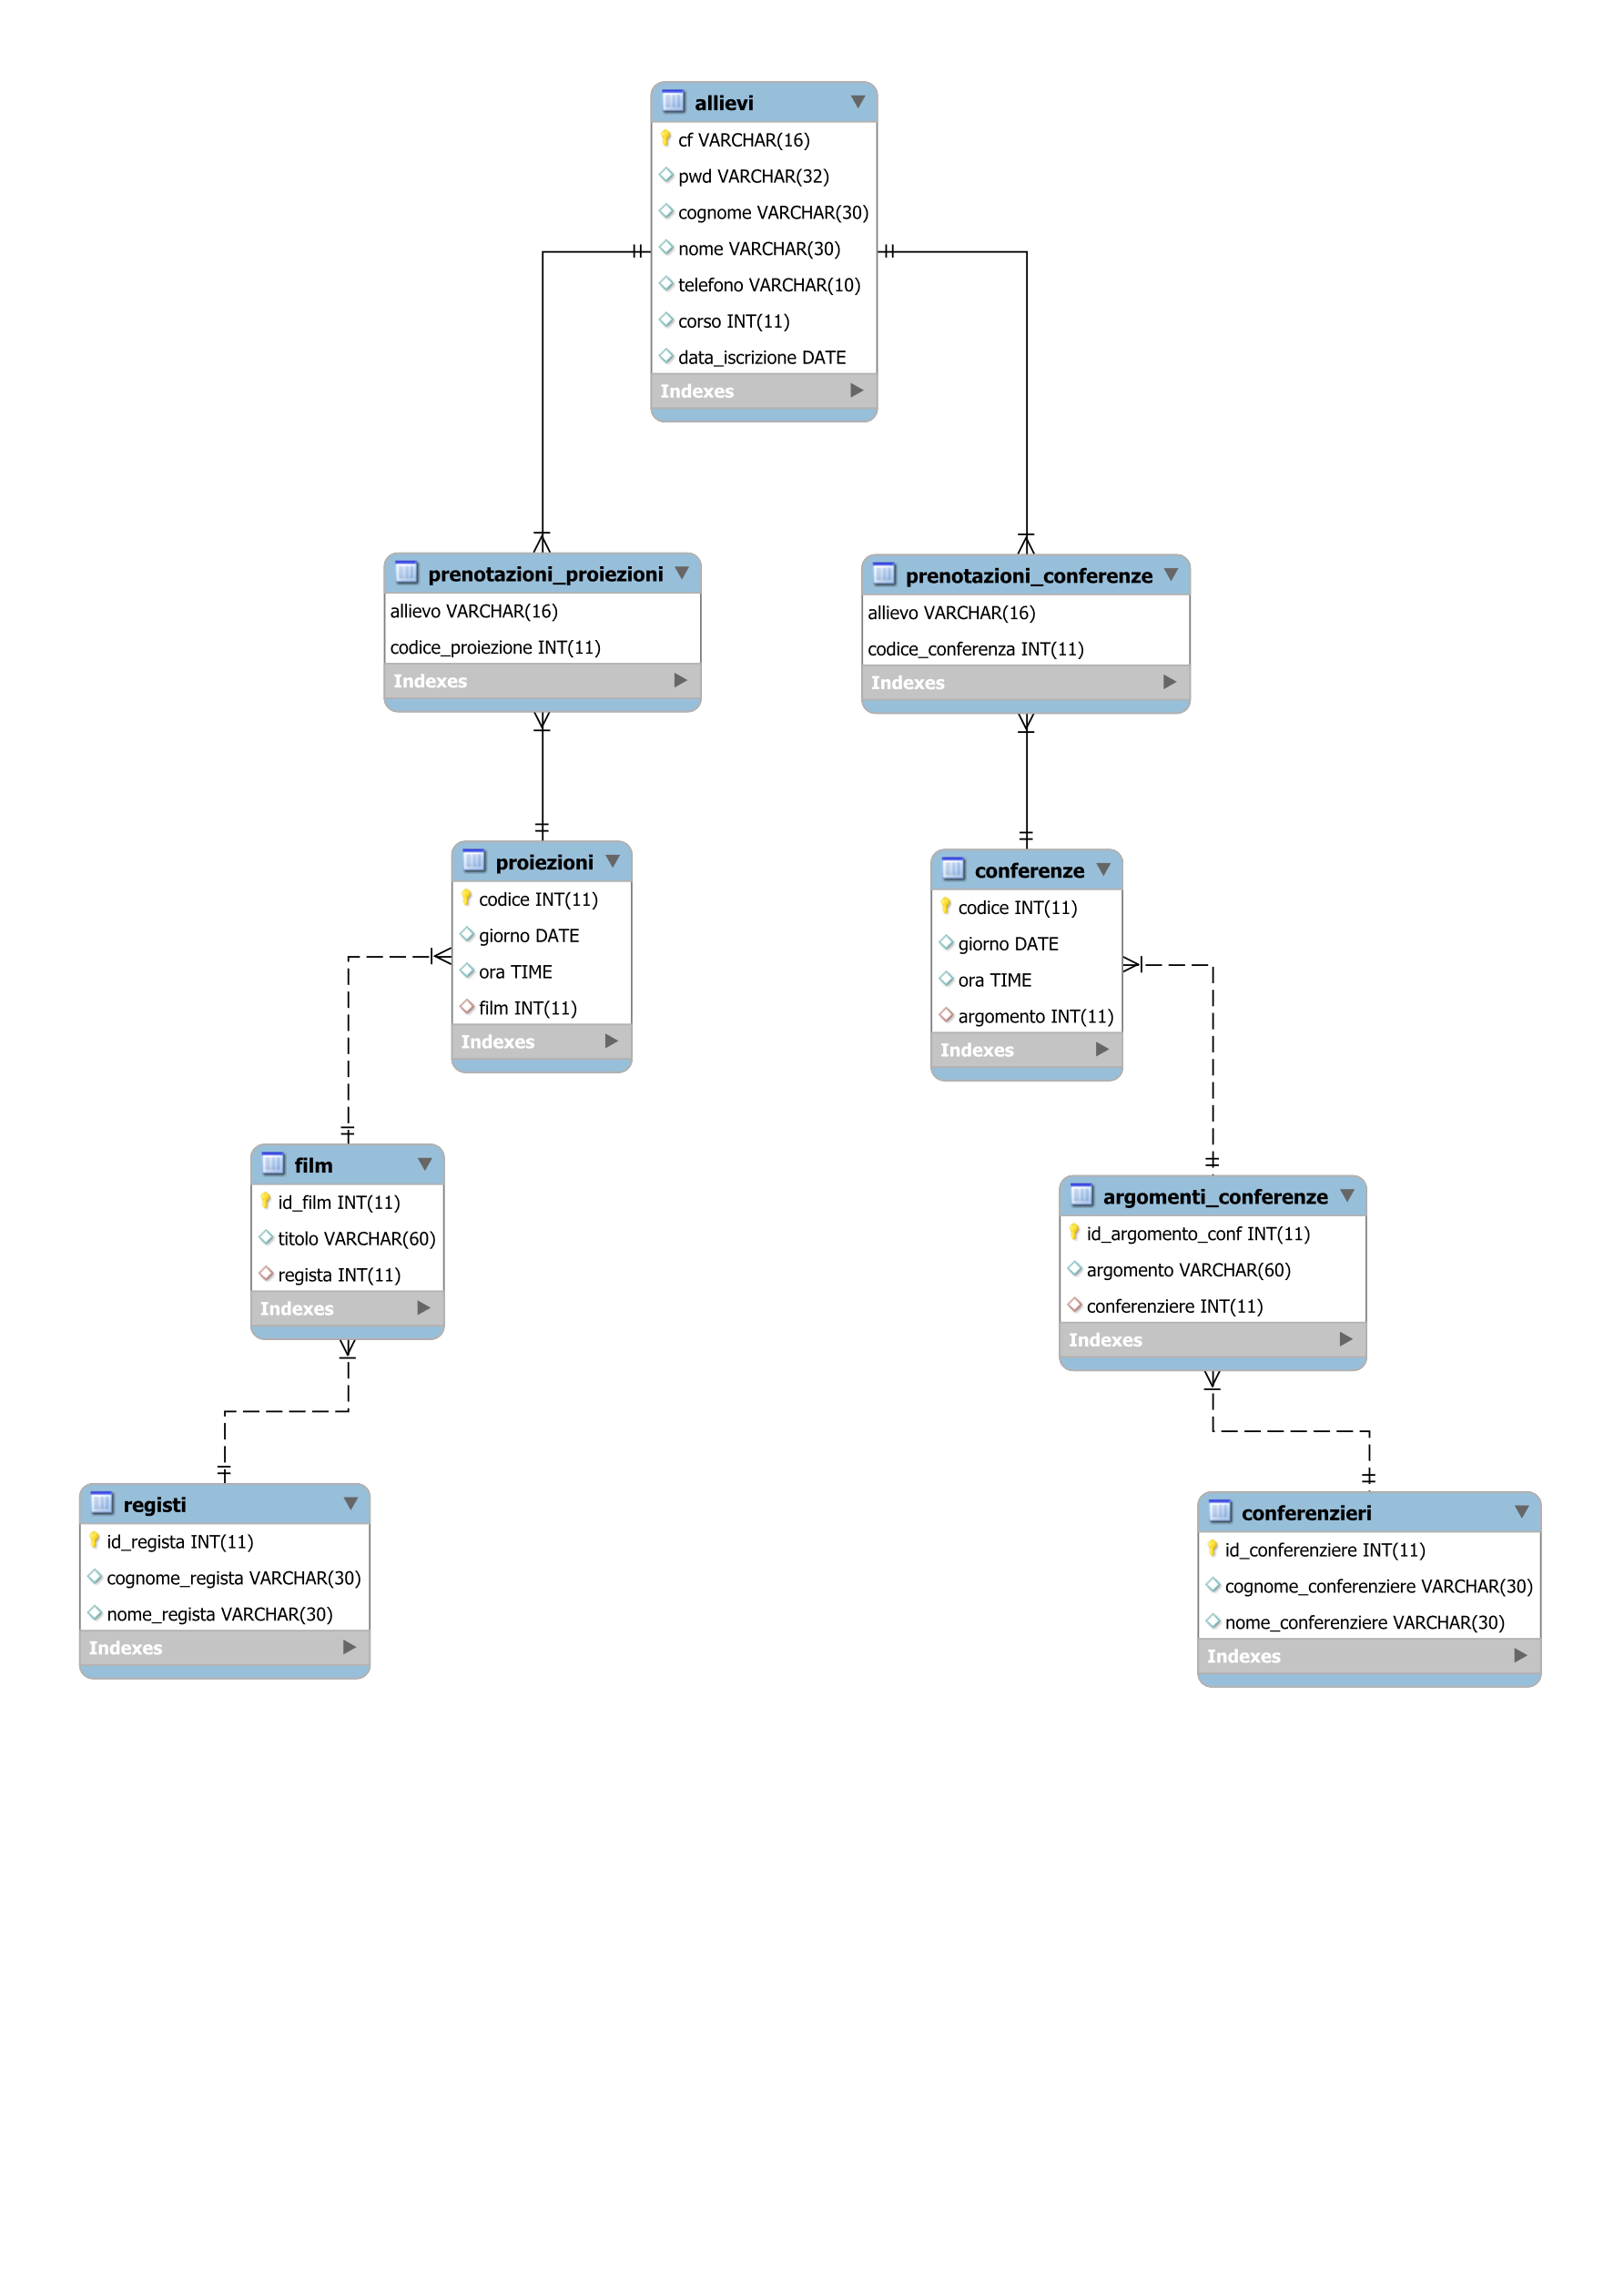 allievi
cf VARCHAR(16)
pwd VARCHAR(32)
cognome VARCHAR(30)
nome VARCHAR(30)
telefono VARCHAR(10)
corso INT(11)
data_iscrizione DATE
Indexes
prenotazioni_proiezioni
allievo VARCHAR(16)
codice_proiezione INT(11)
Indexes
prenotazioni_conferenze
allievo VARCHAR(16)
codice_conferenza INT(11)
Indexes
proiezioni
codice INT(11)
giorno DATE
ora TIME
film INT(11)
Indexes
conferenze
codice INT(11)
giorno DATE
ora TIME
argomento INT(11)
Indexes
film
id_film INT(11)
titolo VARCHAR(60)
regista INT(11)
Indexes
argomenti_conferenze
id_argomento_conf INT(11)
argomento VARCHAR(60)
conferenziere INT(11)
Indexes
registi
id_regista INT(11)
cognome_regista VARCHAR(30)
nome_regista VARCHAR(30)
Indexes
conferenzieri
id_conferenziere INT(11)
cognome_conferenziere VARCHAR(30)
nome_conferenziere VARCHAR(30)
Indexes